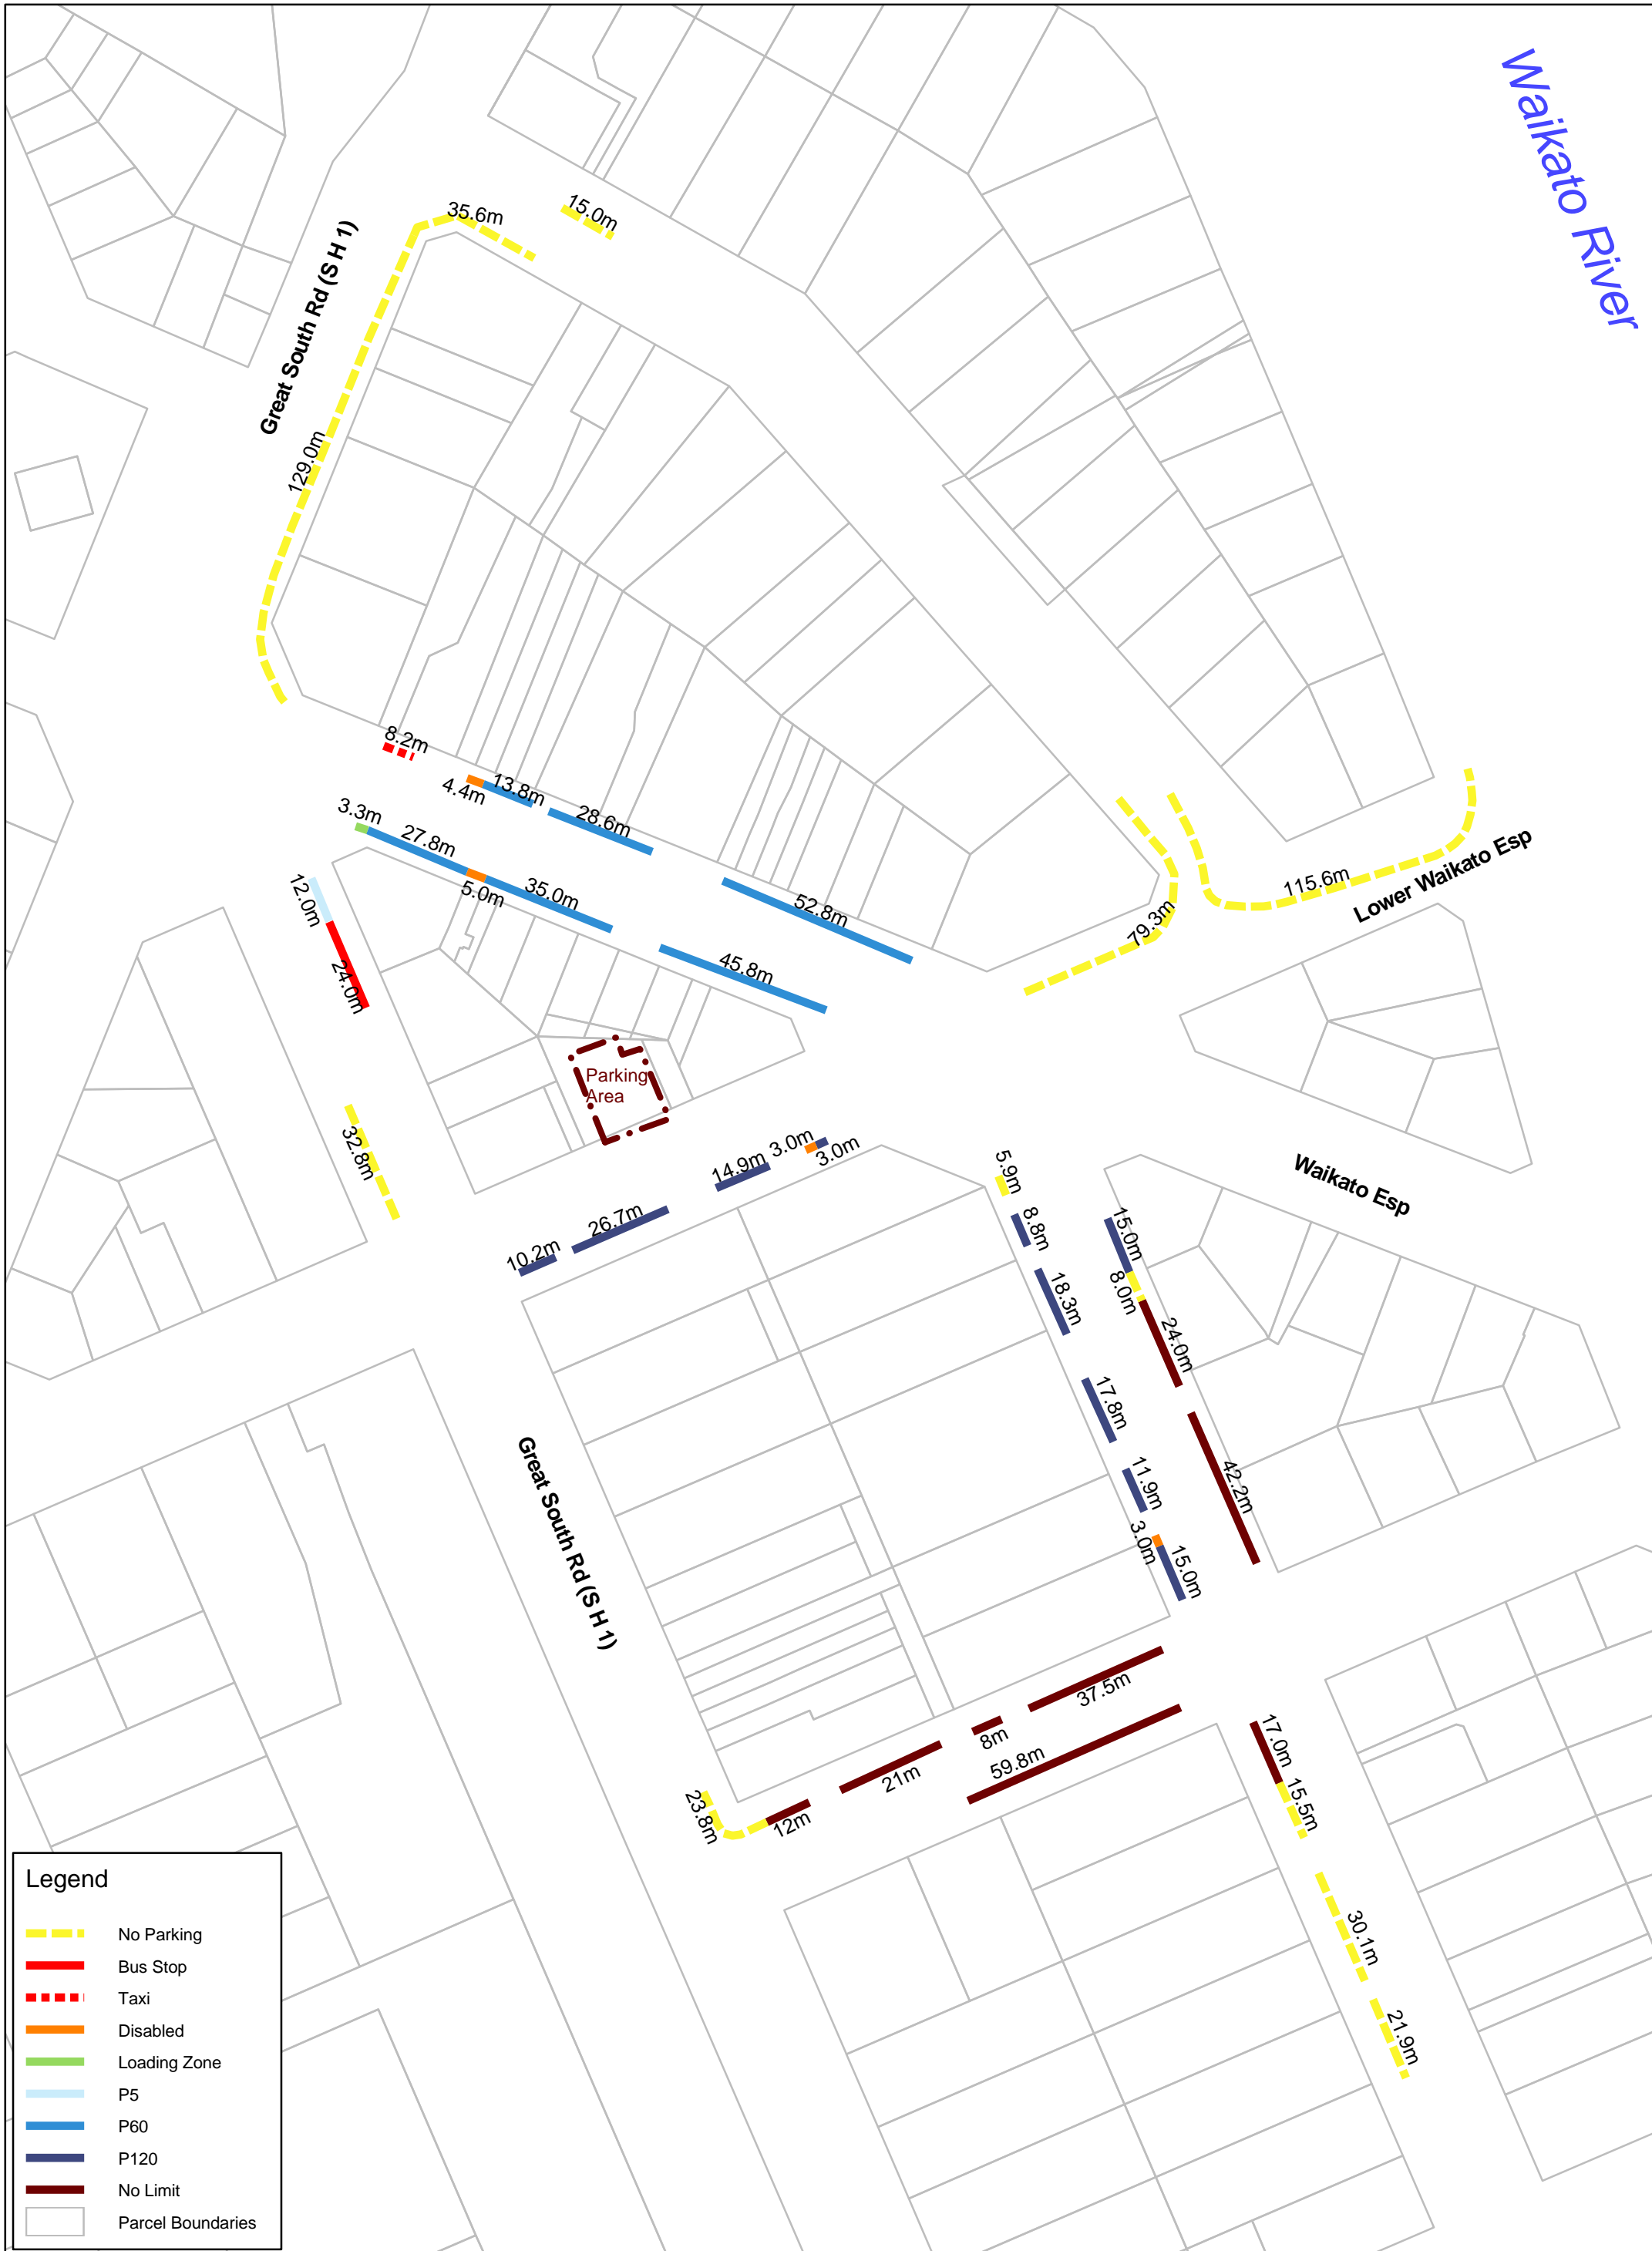 Waikato River
35.6m
15.0m
Great South Rd (S H 1)
129.0m
8.2m
4.4m
13.8m
28.6m
3.3m
27.8m
5.0m
35.0m
52.8m
45.8m
12.0m
24.0m
79.3m
115.6m
Lower Waikato Esp
Parking
Area
32.8m
3.0m
3.0m
14.9m
26.7m
10.2m
5.9m
8.8m
18.3m
17.8m
11.9m
3.0m
15.0m
15.0m
8.0m
24.0m
42.2m
Waikato Esp
Great South Rd (S H 1)
37.5m
8m
59.8m
21m
12m
23.8m
17.0m
15.5m
30.1m
21.9m
Legend
No Parking
Bus Stop
Taxi
Disabled
Loading Zone
P5
P60
P120
No Limit
Parcel Boundaries